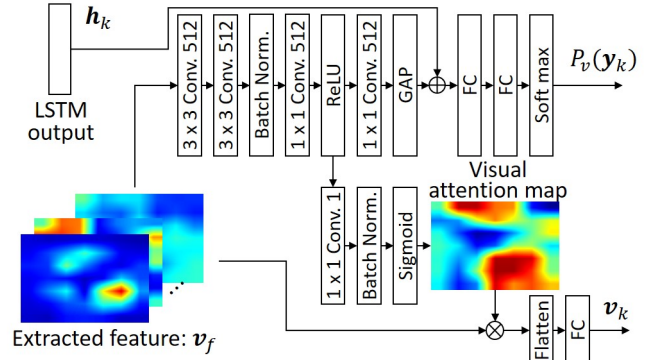 h_k
LSTM
output
3 x 3 Conv. 512
3 x 3 Conv. 512
Batch Norm.
1 x 1 Conv. 512
ReLU
1 x 1 Conv. 512
GAP
FC
FC
Soft max
P_v(y_k)
1 x 1 Conv. 1
Batch Norm.
Sigmoid
Visual
attention map
Extracted feature: v_f
Flatten
FC
v_k